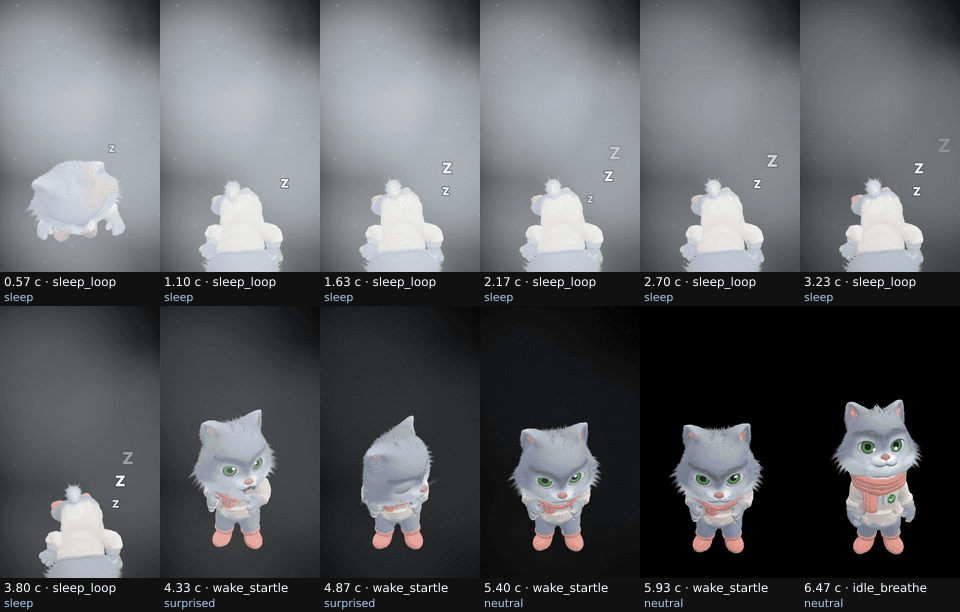 z
z
Z
z
Z
z
z
Z
z
Z
Z
z
0.57 с · sleep_loop
sleep
1.10 с · sleep_loop
sleep
1.63 с · sleep_loop
sleep
2.17 с · sleep_loop
sleep
2.70 с · sleep_loop
sleep
3.23 с · sleep_loop
sleep
Z
Z
z
3.80 с · sleep_loop
sleep
4.33 с · wake_startle
surprised
4.87 с · wake_startle
surprised
5.40 с · wake_startle
neutral
5.93 с · wake_startle
neutral
6.47 с · idle_breathe
neutral